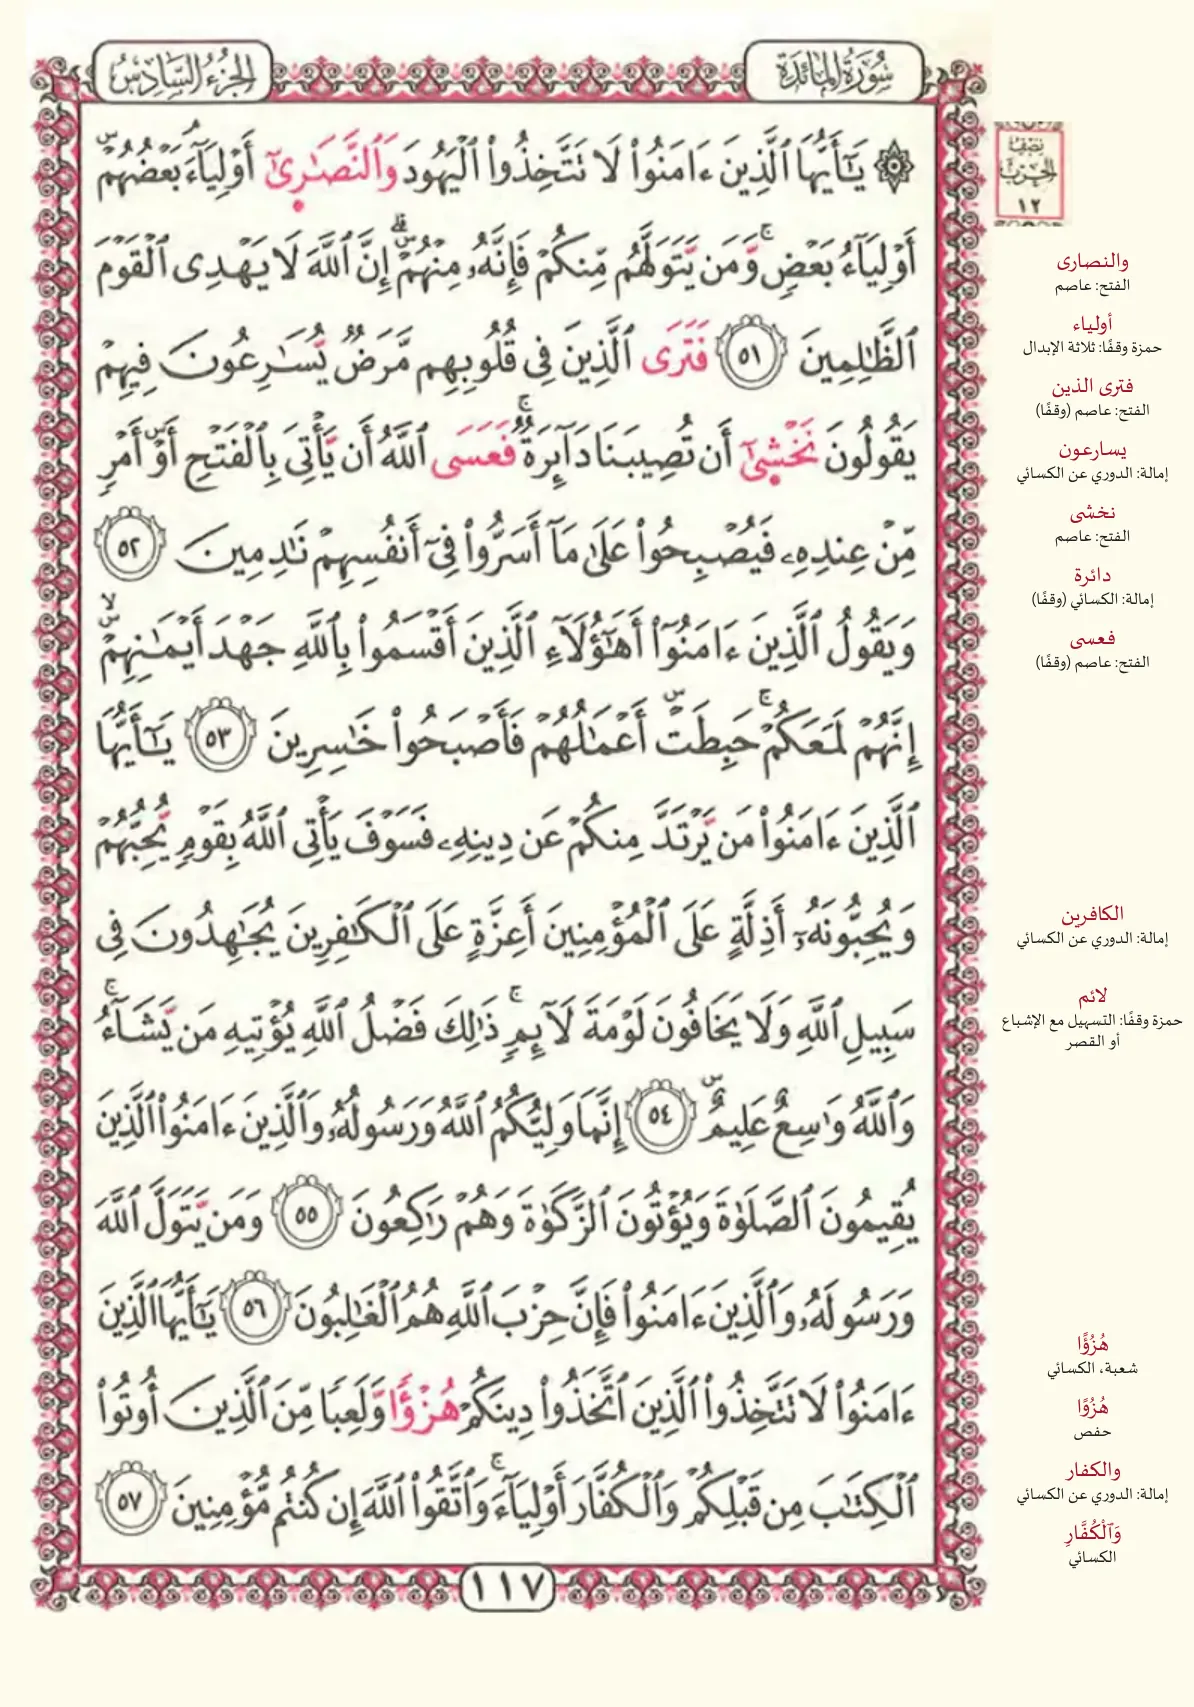 سُورَةُ المَائدَة
الجُزءُ السَّادِسُ
۞ يَـٰٓأَيُّهَا ٱلَّذِينَ ءَامَنُوا۟ لَا تَتَّخِذُوا۟ ٱلْيَهُودَ وَٱلنَّصَـٰرِىٰٓ أَوْلِيَآءَۘ بَعْضُهُمْ
أَوْلِيَآءُ بَعْضٍۢۚ وَمَن يَتَوَلَّهُم مِّنكُمْ فَإِنَّهُۥ مِنْهُمْۗ إِنَّ ٱللَّهَ لَا يَهْدِى ٱلْقَوْمَ
ٱلظَّـٰلِمِينَ ٥١ فَتَرَى ٱلَّذِينَ فِى قُلُوبِهِم مَّرَضٌۭ يُسَـٰرِعُونَ فِيهِمْ
يَقُولُونَ نَخْشِىٰٓ أَن تُصِيبَنَا دَآئِرَةٌۭۚ فَعَسَى ٱللَّهُ أَن يَأْتِىَ بِٱلْفَتْحِ أَوْ أَمْرٍۢ
مِّنْ عِندِهِۦ فَيُصْبِحُوا۟ عَلَىٰ مَآ أَسَرُّوا۟ فِىٓ أَنفُسِهِمْ نَـٰدِمِينَ ٥٢
وَيَقُولُ ٱلَّذِينَ ءَامَنُوٓا۟ أَهَـٰٓؤُلَآءِ ٱلَّذِينَ أَقْسَمُوا۟ بِٱللَّهِ جَهْدَ أَيْمَـٰنِهِمْۙ
إِنَّهُمْ لَمَعَكُمْۚ حَبِطَتْ أَعْمَـٰلُهُمْ فَأَصْبَحُوا۟ خَـٰسِرِينَ ٥٣ يَـٰٓأَيُّهَا
ٱلَّذِينَ ءَامَنُوا۟ مَن يَرْتَدَّ مِنكُمْ عَن دِينِهِۦ فَسَوْفَ يَأْتِى ٱللَّهُ بِقَوْمٍۢ يُحِبُّهُمْ
وَيُحِبُّونَهُۥٓ أَذِلَّةٍ عَلَى ٱلْمُؤْمِنِينَ أَعِزَّةٍ عَلَى ٱلْكَـٰفِرِينَ يُجَـٰهِدُونَ فِى
سَبِيلِ ٱللَّهِ وَلَا يَخَافُونَ لَوْمَةَ لَآئِمٍۢۚ ذَٰلِكَ فَضْلُ ٱللَّهِ يُؤْتِيهِ مَن يَشَآءُۚ
وَٱللَّهُ وَٰسِعٌ عَلِيمٌ ٥٤ إِنَّمَا وَلِيُّكُمُ ٱللَّهُ وَرَسُولُهُۥ وَٱلَّذِينَ ءَامَنُوا۟ ٱلَّذِينَ
يُقِيمُونَ ٱلصَّلَوٰةَ وَيُؤْتُونَ ٱلزَّكَوٰةَ وَهُمْ رَٰكِعُونَ ٥٥ وَمَن يَتَوَلَّ ٱللَّهَ
وَرَسُولَهُۥ وَٱلَّذِينَ ءَامَنُوا۟ فَإِنَّ حِزْبَ ٱللَّهِ هُمُ ٱلْغَـٰلِبُونَ ٥٦ يَـٰٓأَيُّهَا ٱلَّذِينَ
ءَامَنُوا۟ لَا تَتَّخِذُوا۟ ٱلَّذِينَ ٱتَّخَذُوا۟ دِينَكُمْ هُزْؤًۭا وَلَعِبًۭا مِّنَ ٱلَّذِينَ أُوتُوا۟
ٱلْكِتَـٰبَ مِن قَبْلِكُمْ وَٱلْكُفَّارَ أَوْلِيَآءَۚ وَٱتَّقُوا۟ ٱللَّهَ إِن كُنتُم مُّؤْمِنِينَ ٥٧
١١٧
نصف
الحزب
١٢
والنصارى
الفتح: عاصم
أولياء
حمزة وقفًا: ثلاثة الإبدال
فترى الذين
الفتح: عاصم (وقفًا)
يسارعون
إمالة: الدوري عن الكسائي
نخشى
الفتح: عاصم
دائرة
إمالة: الكسائي (وقفًا)
فعسى
الفتح: عاصم (وقفًا)
الكافرين
إمالة: الدوري عن الكسائي
لائم
حمزة وقفًا: التسهيل مع الإشباع
أو القصر
هُزُؤًا
شعبة، الكسائي
هُزُوًا
حفص
والكفار
إمالة: الدوري عن الكسائي
وَٱلْكُفَّارِ
الكسائي